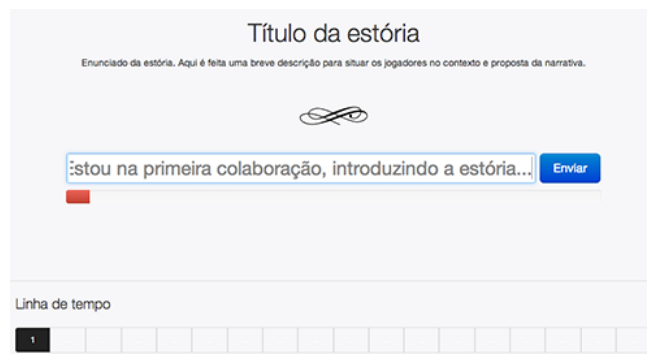 Título da estória
Enunciado da estória. Aqui é feita uma breve descrição para situar os jogadores no contexto e proposta da narrativa.
Estou na primeira colaboração, introduzindo a estória...
Enviar
Linha de tempo
1